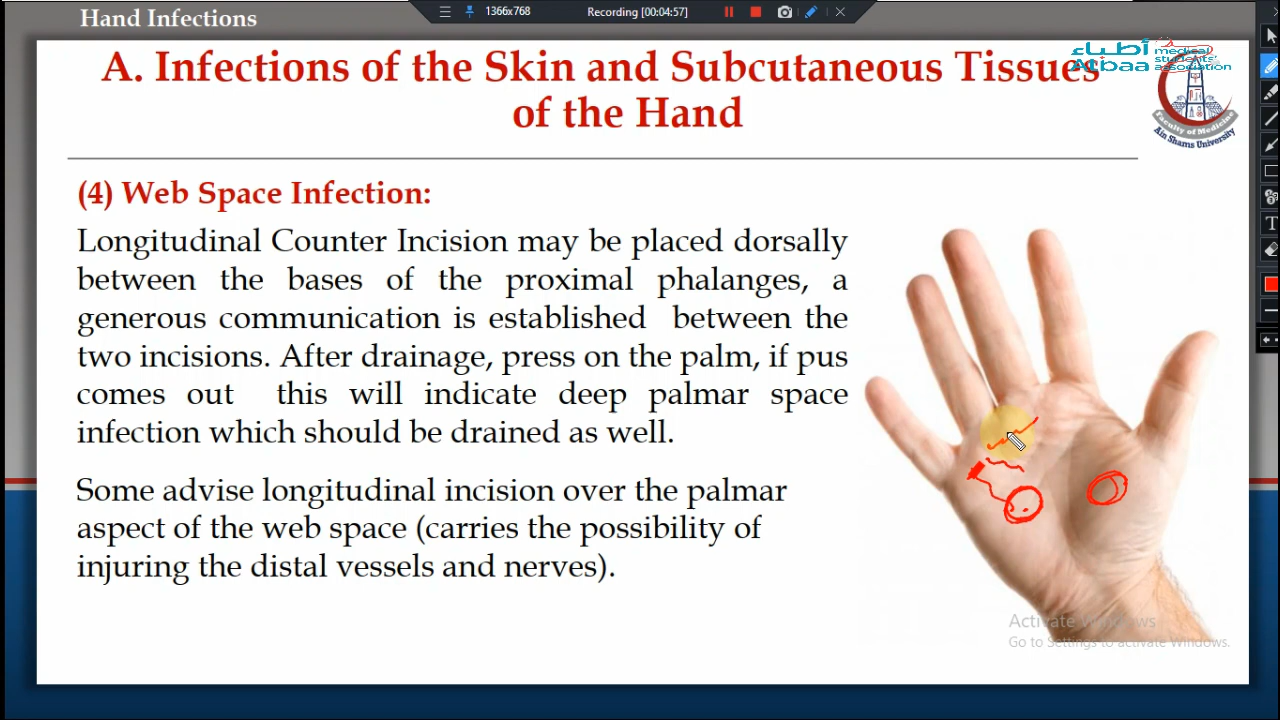 Hand Infections
1366x768
Recording [00:04:57]
A. Infections of the Skin and Subcutaneous Tissues
of the Hand
أطباء
medical
students'
Atbaa association
Faculty of Medicine
Ain Shams University
(4) Web Space Infection:
Longitudinal Counter Incision may be placed dorsally
between the bases of the proximal phalanges, a
generous communication is established between the
two incisions. After drainage, press on the palm, if pus
comes out this will indicate deep palmar space
infection which should be drained as well.
Some advise longitudinal incision over the palmar
aspect of the web space (carries the possibility of
injuring the distal vessels and nerves).
Activate Windows
Go to Settings to activate Windows.